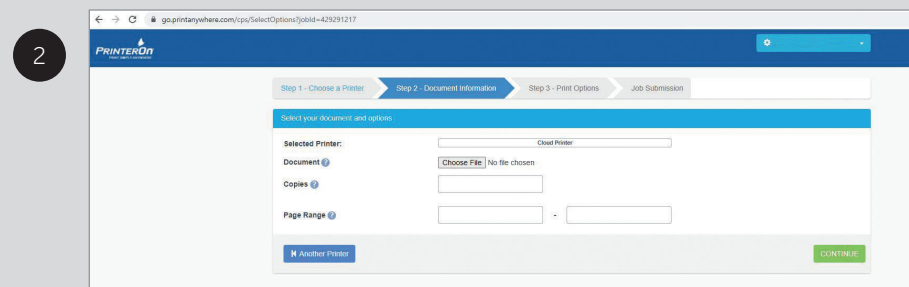 2
go.printanywhere.com/cps/SelectOptions?jobId=429291217
PRINTERON
Step 1 - Choose a Printer
Step 2 - Document Information
Step 3 - Print Options
Job Submission
Select your document and options
Selected Printer:
Cloud Printer
Document ?
Choose File No file chosen
Copies ?
Page Range ?
-
Another Printer
CONTINUE